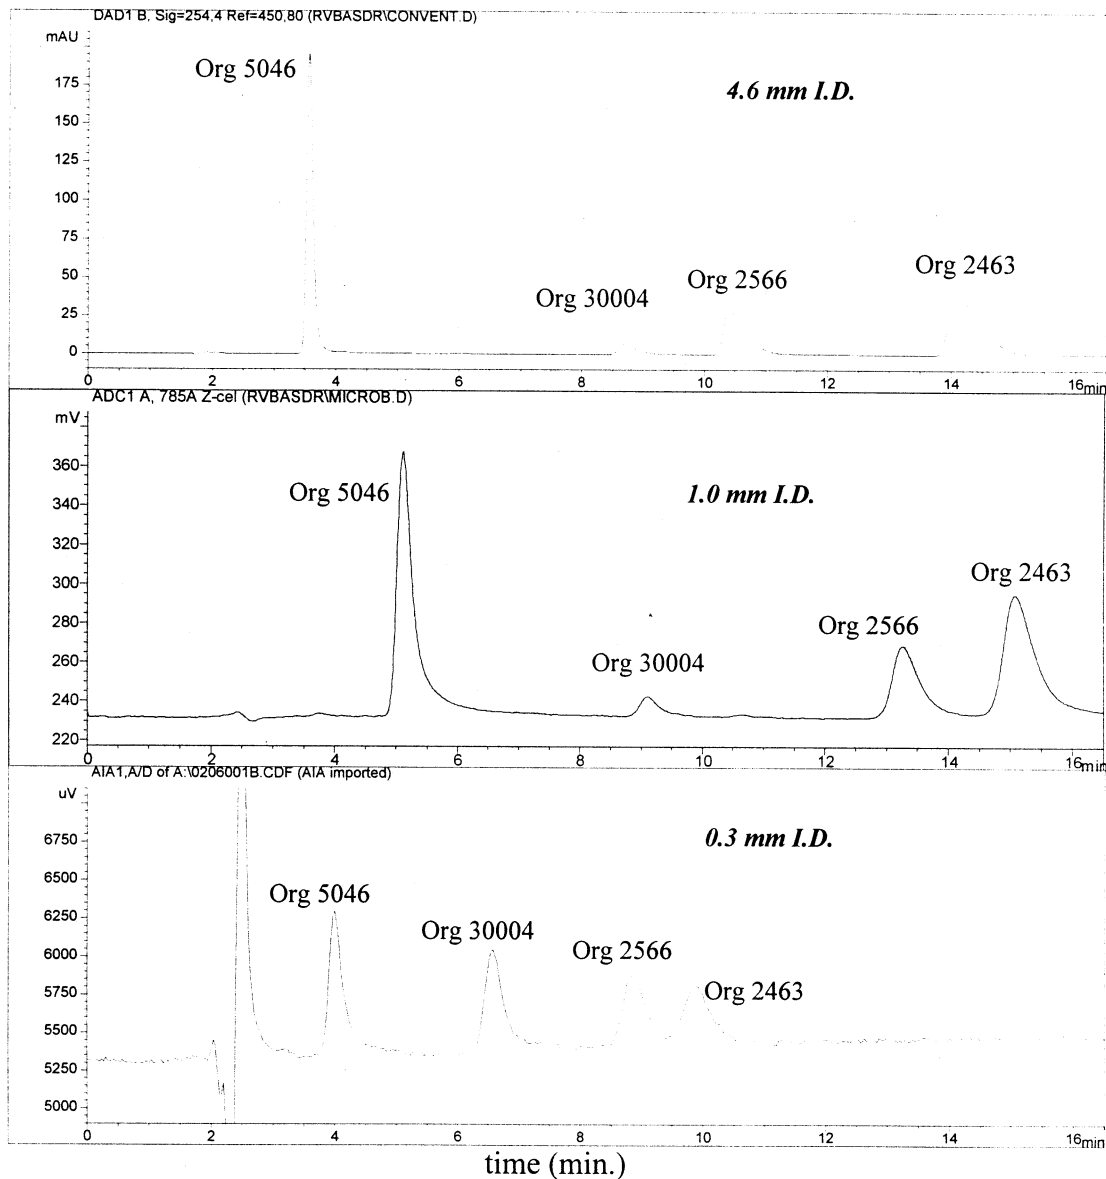 DAD1 B, Sig=254,4 Ref=450,80 (RVBASDR\CONVENT.D)
mAU
Org 5046
4.6 mm I.D.
175
150
125
100
75
Org 2463
Org 2566
50
Org 30004
25
0
0 2 4 6 8 10 12 14 16min
ADC1 A, 785A Z-cel (RVBASDR\MICROB.D)
mV
360
Org 5046
1.0 mm I.D.
340
320
Org 2463
300
280
Org 2566
260
Org 30004
240
220
0 2 4 6 8 10 12 14 16min
AIA1,A/D of A:\0206001B.CDF (AIA imported)
uV
0.3 mm I.D.
6750
6500
Org 5046
6250
Org 30004
6000
Org 2566
5750
Org 2463
5500
5250
5000
0 2 4 6 8 10 12 14 16min
time (min.)